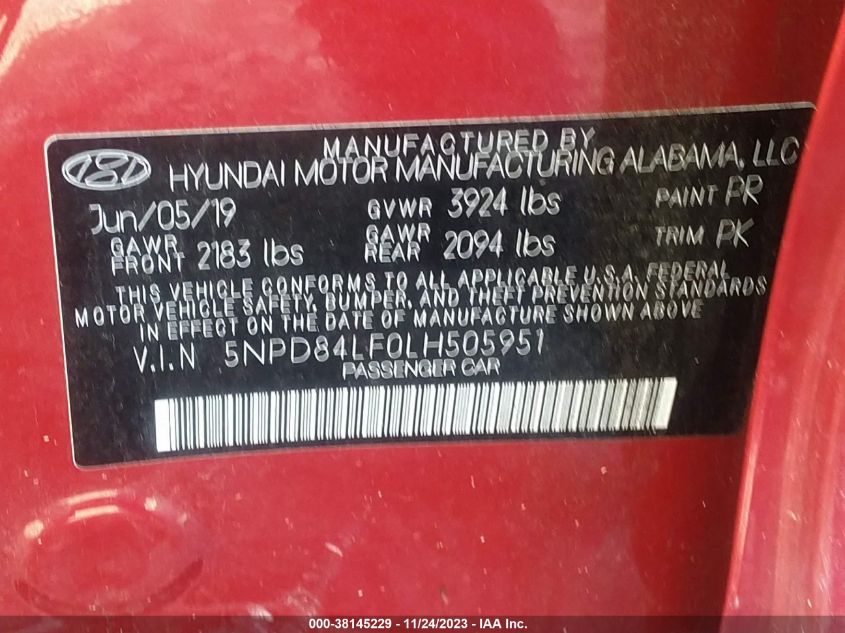 MANUFACTURED BY
HYUNDAI MOTOR MANUFACTURING ALABAMA, LLC
Jun/05/19 GVWR 3924 lbs PAINT PR
GAWR FRONT 2183 lbs GAWR REAR 2094 lbs TRIM PK
THIS VEHICLE CONFORMS TO ALL APPLICABLE U.S.A. FEDERAL
MOTOR VEHICLE SAFETY, BUMPER, AND THEFT PREVENTION STANDARDS
IN EFFECT ON THE DATE OF MANUFACTURE SHOWN ABOVE
V.I.N 5NPD84LF0LH505951
PASSENGER CAR
000-38145229 - 11/24/2023 - IAA Inc.